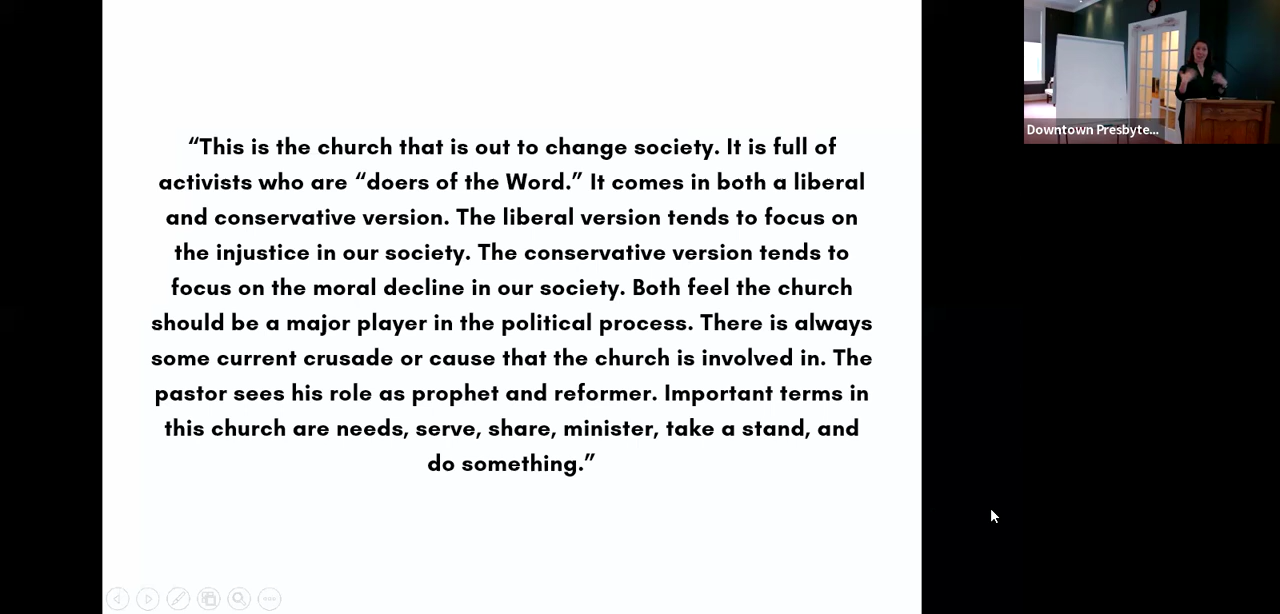 “This is the church that is out to change society. It is full of
activists who are “doers of the Word.” It comes in both a liberal
and conservative version. The liberal version tends to focus on
the injustice in our society. The conservative version tends to
focus on the moral decline in our society. Both feel the church
should be a major player in the political process. There is always
some current crusade or cause that the church is involved in. The
pastor sees his role as prophet and reformer. Important terms in
this church are needs, serve, share, minister, take a stand, and
do something.”
Downtown Presbyte...